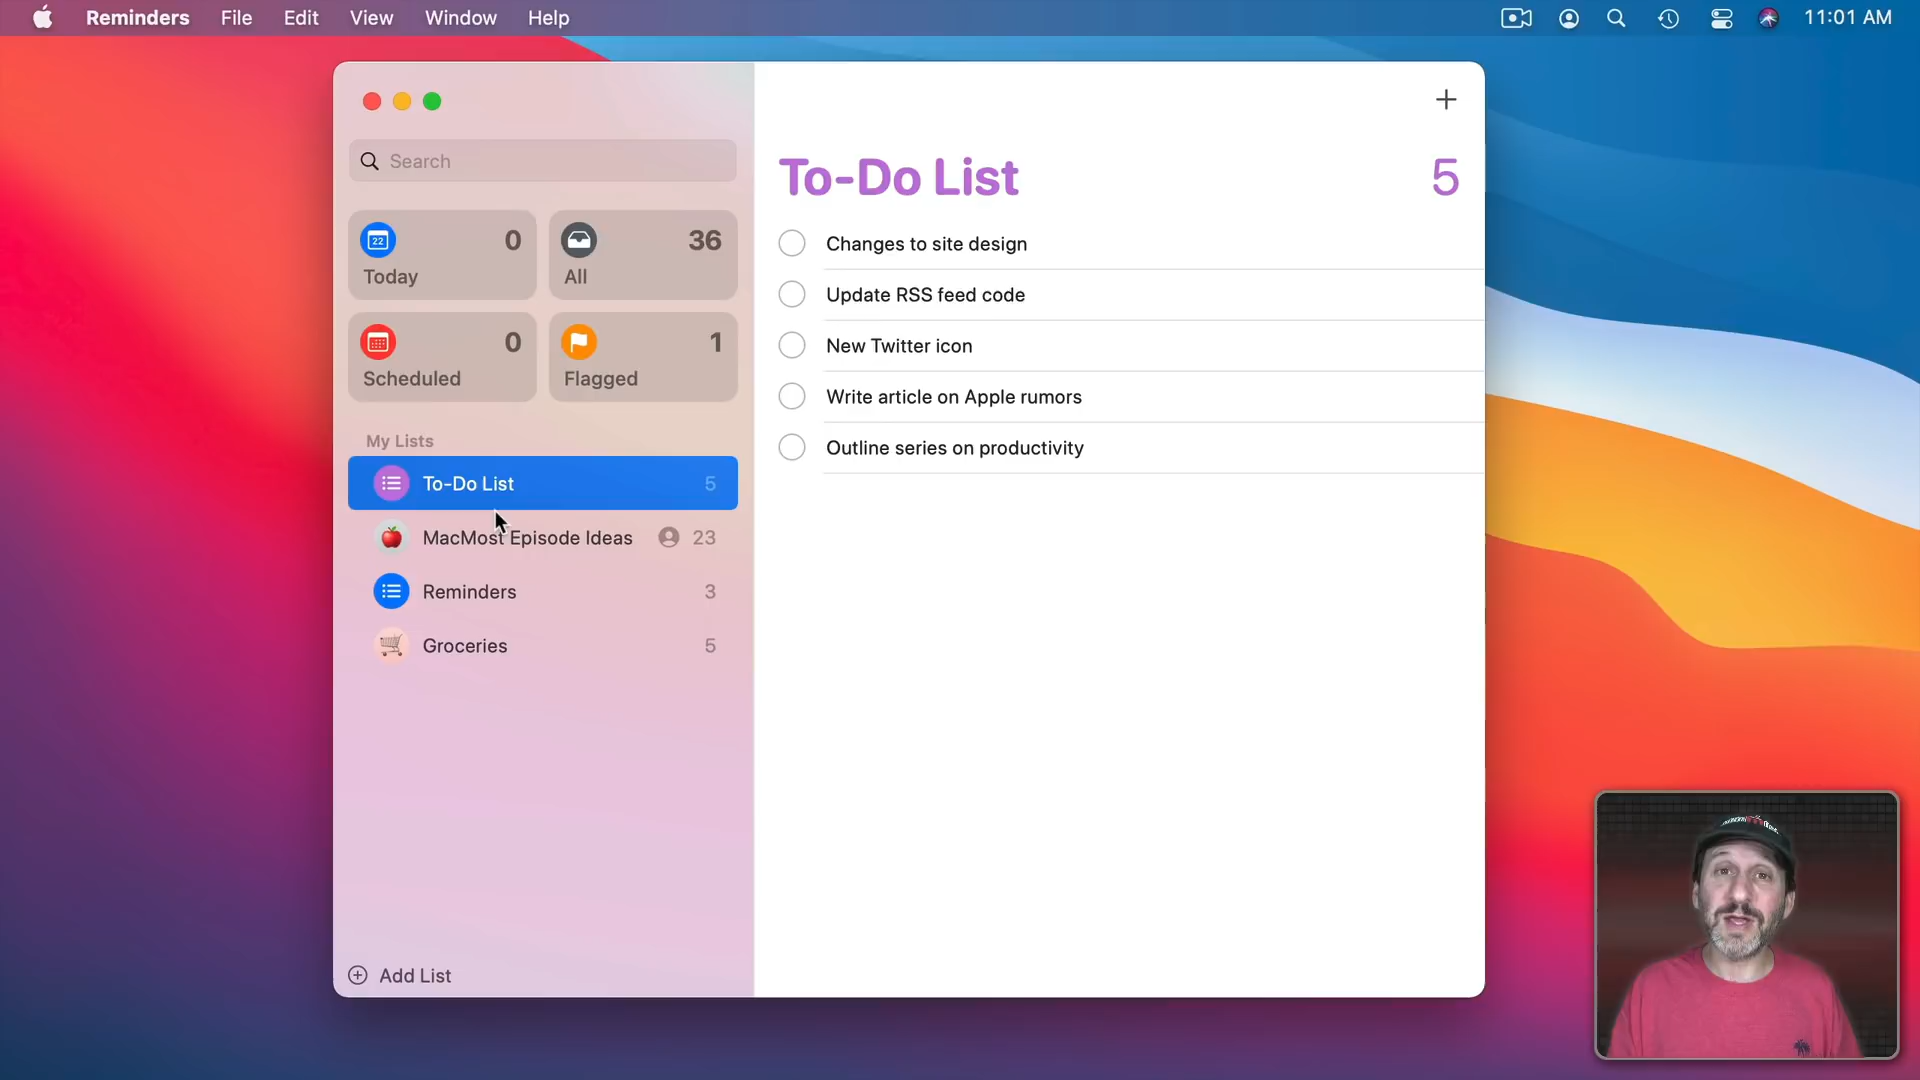 Reminders File Edit View Window Help 11:01 AM
Search
22 0
Today
36
All
0
Scheduled
1
Flagged
My Lists
To-Do List 5
MacMost Episode Ideas 23
Reminders 3
Groceries 5
Add List
To-Do List 5
Changes to site design
Update RSS feed code
New Twitter icon
Write article on Apple rumors
Outline series on productivity